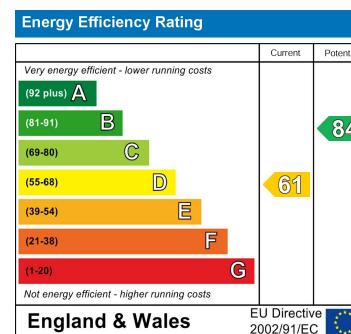 Energy Efficiency Rating
Current
Very energy efficient - lower running costs
(92 plus) A
(81-91) B
84
(69-80) C
(55-68) D
61
(39-54) E
(21-38) F
(1-20) G
Not energy efficient - higher running costs
England & Wales
EU Directive
2002/91/EC